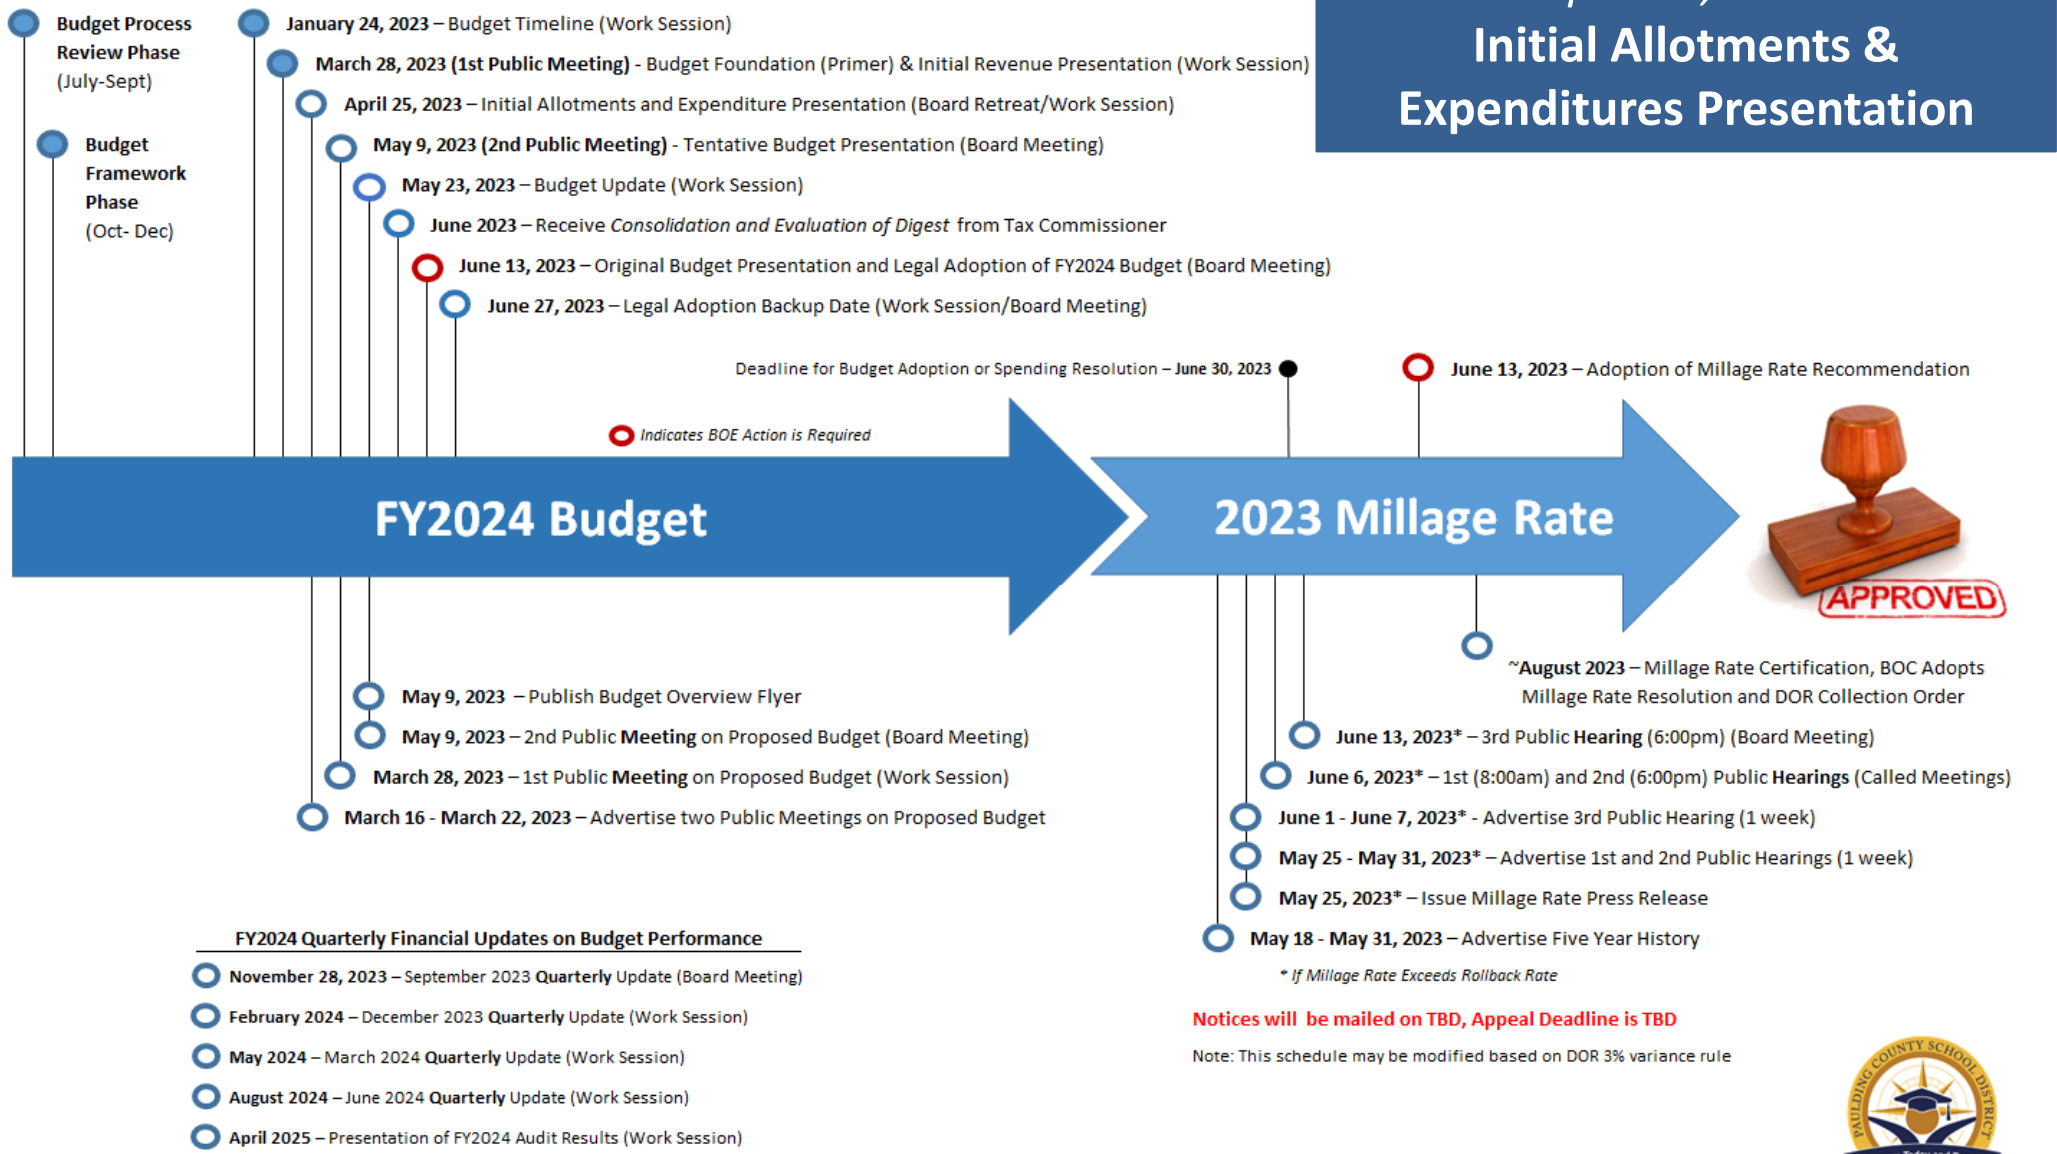 Initial Allotments &
Expenditures Presentation
Budget Process
Review Phase
(July-Sept)
Budget
Framework
Phase
(Oct- Dec)
January 24, 2023 – Budget Timeline (Work Session)
March 28, 2023 (1st Public Meeting) - Budget Foundation (Primer) & Initial Revenue Presentation (Work Session)
April 25, 2023 – Initial Allotments and Expenditure Presentation (Board Retreat/Work Session)
May 9, 2023 (2nd Public Meeting) - Tentative Budget Presentation (Board Meeting)
May 23, 2023 – Budget Update (Work Session)
June 2023 – Receive Consolidation and Evaluation of Digest from Tax Commissioner
June 13, 2023 – Original Budget Presentation and Legal Adoption of FY2024 Budget (Board Meeting)
June 27, 2023 – Legal Adoption Backup Date (Work Session/Board Meeting)
Deadline for Budget Adoption or Spending Resolution – June 30, 2023
June 13, 2023 – Adoption of Millage Rate Recommendation
Indicates BOE Action is Required
FY2024 Budget
2023 Millage Rate
APPROVED
May 9, 2023 – Publish Budget Overview Flyer
May 9, 2023 – 2nd Public Meeting on Proposed Budget (Board Meeting)
March 28, 2023 – 1st Public Meeting on Proposed Budget (Work Session)
March 16 - March 22, 2023 – Advertise two Public Meetings on Proposed Budget
~August 2023 – Millage Rate Certification, BOC Adopts
Millage Rate Resolution and DOR Collection Order
June 13, 2023* – 3rd Public Hearing (6:00pm) (Board Meeting)
June 6, 2023* – 1st (8:00am) and 2nd (6:00pm) Public Hearings (Called Meetings)
June 1 - June 7, 2023* - Advertise 3rd Public Hearing (1 week)
May 25 - May 31, 2023* – Advertise 1st and 2nd Public Hearings (1 week)
May 25, 2023* – Issue Millage Rate Press Release
May 18 - May 31, 2023 – Advertise Five Year History
* If Millage Rate Exceeds Rollback Rate
Notices will be mailed on TBD, Appeal Deadline is TBD
Note: This schedule may be modified based on DOR 3% variance rule
FY2024 Quarterly Financial Updates on Budget Performance
November 28, 2023 – September 2023 Quarterly Update (Board Meeting)
February 2024 – December 2023 Quarterly Update (Work Session)
May 2024 – March 2024 Quarterly Update (Work Session)
August 2024 – June 2024 Quarterly Update (Work Session)
April 2025 – Presentation of FY2024 Audit Results (Work Session)
PAULDING COUNTY SCHOOL DISTRICT